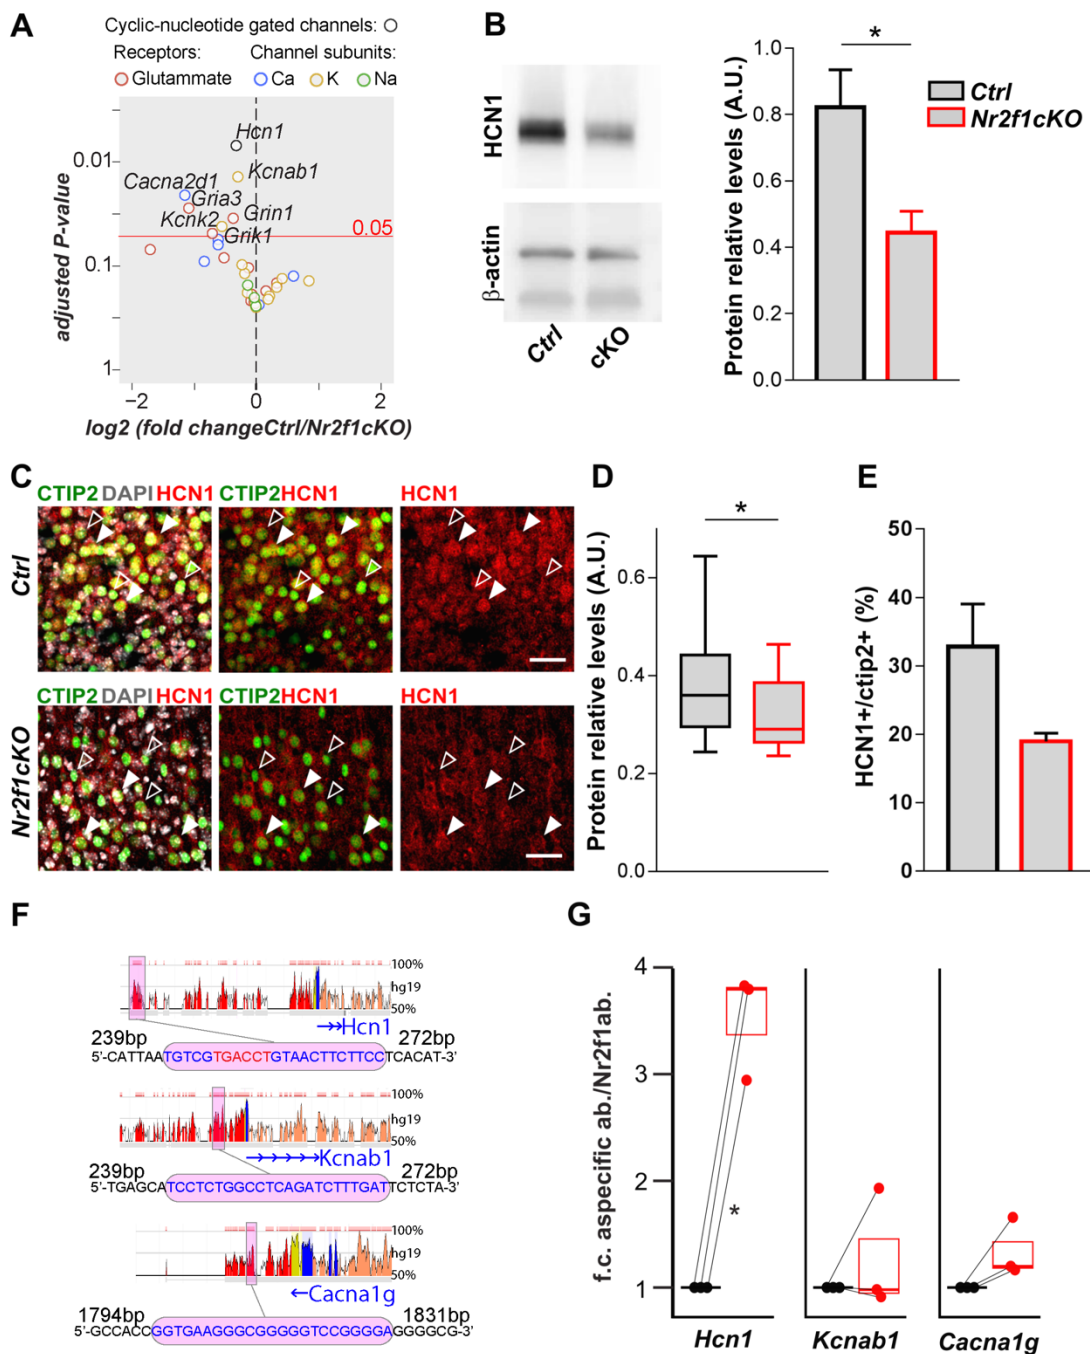 A
Cyclic-nucleotide gated channels:
Receptors: Channel subunits:
Glutammate Ca K Na
Hcn1
Kcnab1
Cacna2d1
Gria3
Kcnk2 Grin1
Grik1
0.05
0.01
0.1
1
adjusted P-value
−2 0 2
log2 (fold changeCtrl/Nr2f1cKO)
B
HCN1
β-actin
Ctrl cKO
*
Ctrl
Nr2f1cKO
Protein relative levels (A.U.)
1.0
0.8
0.6
0.4
0.2
0.0
C
CTIP2 DAPI HCN1 CTIP2HCN1 HCN1
Ctrl
CTIP2 DAPI HCN1 CTIP2HCN1 HCN1
Nr2f1cKO
D
*
Protein relative levels (A.U.)
0.6
0.4
0.2
0.0
E
HCN1+/ctip2+ (%)
50
40
30
20
10
0
F
100%
hg19
50%
Hcn1
239bp 272bp
5'-CATTAATGTCGTGACCTGTAACTTCTTCCTCACAT-3'
100%
hg19
50%
Kcnab1
239bp 272bp
5'-TGAGCATCCTCTGGCCTCAGATCTTTGATTCTCTA-3'
100%
hg19
50%
Cacna1g
1794bp 1831bp
5'-GCCACCGGTGAAGGGCGGGGGTCCGGGGAGGGGCG-3'
G
f.c. aspecific ab./Nr2f1ab.
4
3
2
1
*
Hcn1 Kcnab1 Cacna1g